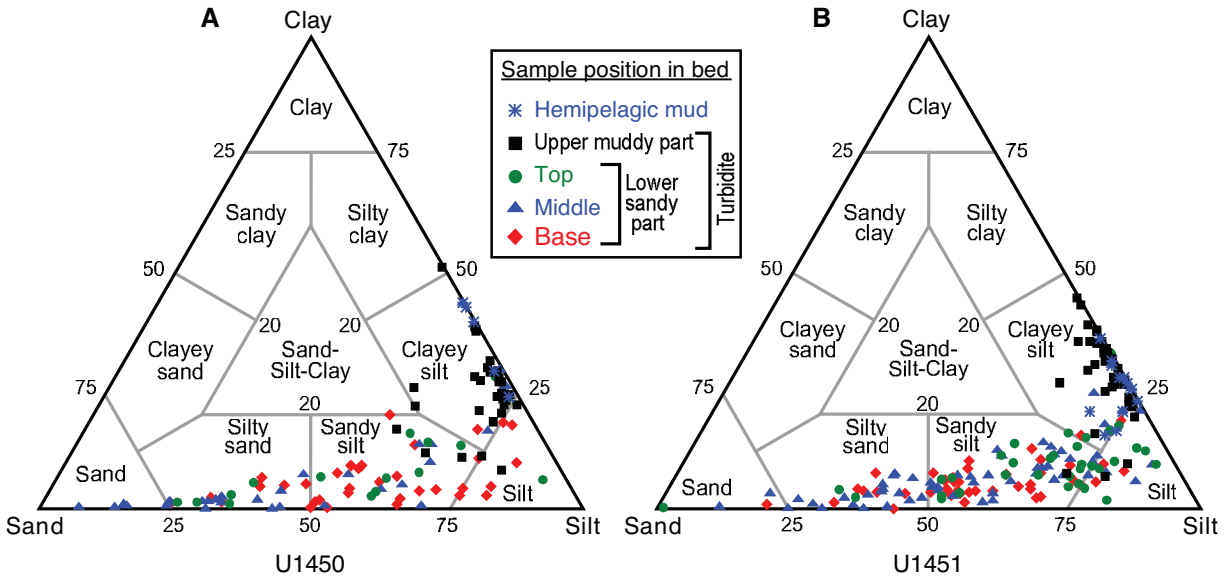 A
Clay
Clay
25
75
Sandy
clay
Silty
clay
50
50
20
20
Clayey
sand
Sand-
Silt-Clay
Clayey
silt
75
25
20
Silty
sand
Sandy
silt
Sand
Silt
Sand
25
50
75
Silt
U1450
Sample position in bed
Hemipelagic mud
Upper muddy part
Top
Middle
Base
Lower
sandy
part
Turbidite
B
Clay
Clay
25
75
Sandy
clay
Silty
clay
50
50
20
20
Clayey
sand
Sand-
Silt-Clay
Clayey
silt
75
25
20
Silty
sand
Sandy
silt
Sand
Silt
Sand
25
50
75
Silt
U1451